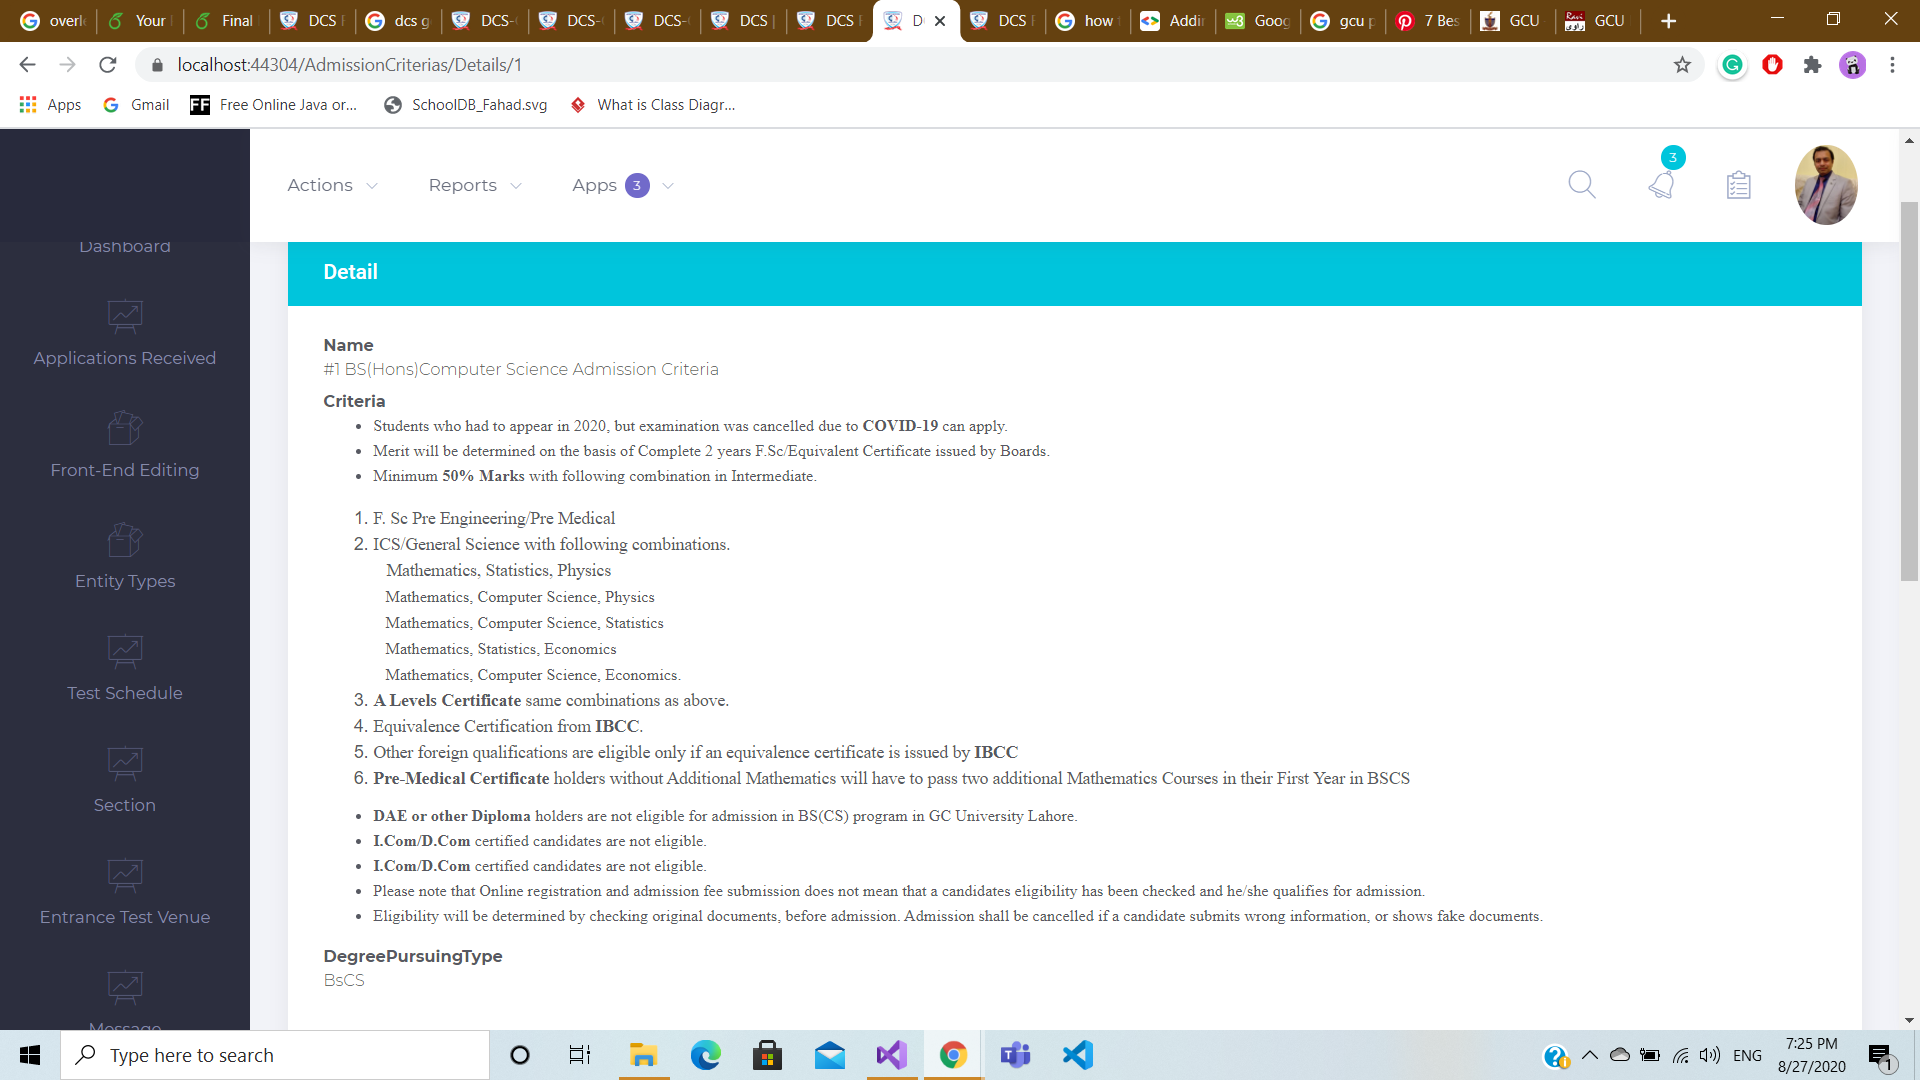 overl
Your
Final
DCS F
dcs g
DCS-
DCS-
DCS-
DCS |
DCS F
D
DCS F
how
Addi
Goog
gcu p
7 Bes
GCU
GCU
localhost:44304/AdmissionCriterias/Details/1
Apps
Gmail
FF Free Online Java or...
SchoolDB_Fahad.svg
What is Class Diagr...
Actions
Reports
Apps 3
3
Dashboard
Applications Received
Front-End Editing
Entity Types
Test Schedule
Section
Entrance Test Venue
Message
Detail
Name
#1 BS(Hons)Computer Science Admission Criteria
Criteria
• Students who had to appear in 2020, but examination was cancelled due to COVID-19 can apply.
• Merit will be determined on the basis of Complete 2 years F.Sc/Equivalent Certificate issued by Boards.
• Minimum 50% Marks with following combination in Intermediate.
1. F. Sc Pre Engineering/Pre Medical
2. ICS/General Science with following combinations.
Mathematics, Statistics, Physics
Mathematics, Computer Science, Physics
Mathematics, Computer Science, Statistics
Mathematics, Statistics, Economics
Mathematics, Computer Science, Economics.
3. A Levels Certificate same combinations as above.
4. Equivalence Certification from IBCC.
5. Other foreign qualifications are eligible only if an equivalence certificate is issued by IBCC
6. Pre-Medical Certificate holders without Additional Mathematics will have to pass two additional Mathematics Courses in their First Year in BSCS
• DAE or other Diploma holders are not eligible for admission in BS(CS) program in GC University Lahore.
• I.Com/D.Com certified candidates are not eligible.
• I.Com/D.Com certified candidates are not eligible.
• Please note that Online registration and admission fee submission does not mean that a candidates eligibility has been checked and he/she qualifies for admission.
• Eligibility will be determined by checking original documents, before admission. Admission shall be cancelled if a candidate submits wrong information, or shows fake documents.
DegreePursuingType
BsCS
Type here to search
ENG
7:25 PM
8/27/2020
1